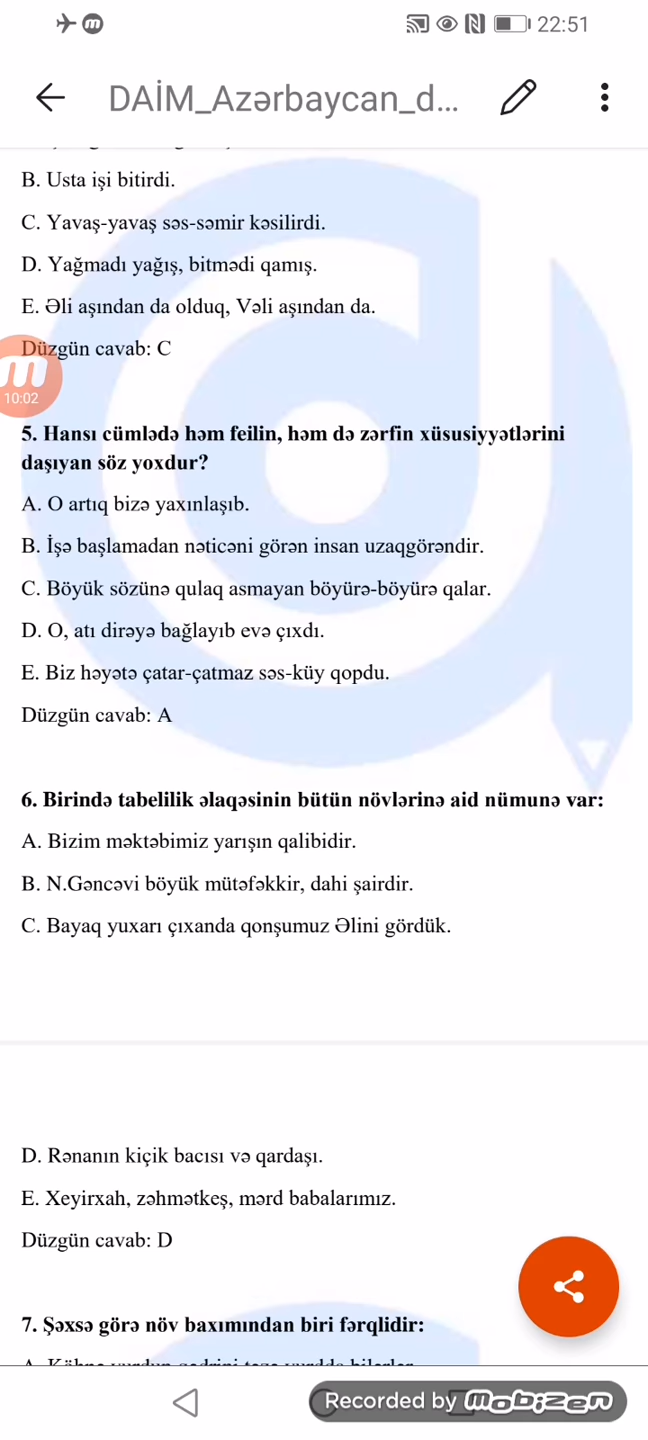 22:51
DAİM_Azərbaycan_d...
B. Usta işi bitirdi.
C. Yavaş-yavaş səs-səmir kəsilirdi.
D. Yağmadı yağış, bitmədi qamış.
E. Əli aşından da olduq, Vəli aşından da.
Düzgün cavab: C
10:02
5. Hansı cümlədə həm feilin, həm də zərfin xüsusiyyətlərini
daşıyan söz yoxdur?
A. O artıq bizə yaxınlaşıb.
B. İşə başlamadan nəticəni görən insan uzaqgörəndir.
C. Böyük sözünə qulaq asmayan böyürə-böyürə qalar.
D. O, atı dirəyə bağlayıb evə çıxdı.
E. Biz həyətə çatar-çatmaz səs-küy qopdu.
Düzgün cavab: A
6. Birində tabelilik əlaqəsinin bütün növlərinə aid nümunə var:
A. Bizim məktəbimiz yarışın qalibidir.
B. N.Gəncəvi böyük mütəfəkkir, dahi şairdir.
C. Bayaq yuxarı çıxanda qonşumuz Əlini gördük.
D. Rənanın kiçik bacısı və qardaşı.
E. Xeyirxah, zəhmətkeş, mərd babalarımız.
Düzgün cavab: D
7. Şəxsə görə növ baxımından biri fərqlidir:
A. Köhnə yurdun qədrini təzə yurdda bilərlər.
Recorded by mobizen